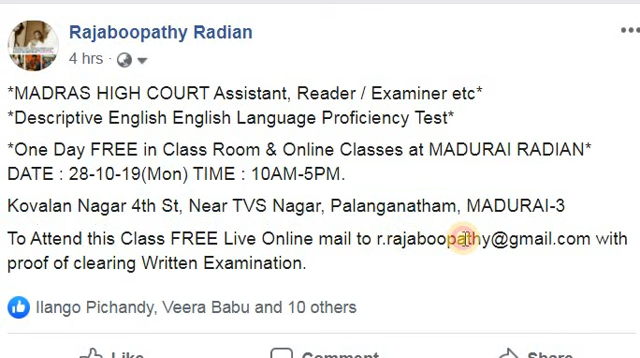 Rajaboopathy Radian
4 hrs ·
*MADRAS HIGH COURT Assistant, Reader / Examiner etc*
*Descriptive English English Language Proficiency Test*
*One Day FREE in Class Room & Online Classes at MADURAI RADIAN*
DATE : 28-10-19(Mon) TIME : 10AM-5PM.
Kovalan Nagar 4th St, Near TVS Nagar, Palanganatham, MADURAI-3
To Attend this Class FREE Live Online mail to r.rajaboopathy@gmail.com with
proof of clearing Written Examination.
Ilango Pichandy, Veera Babu and 10 others
Like Comment Share